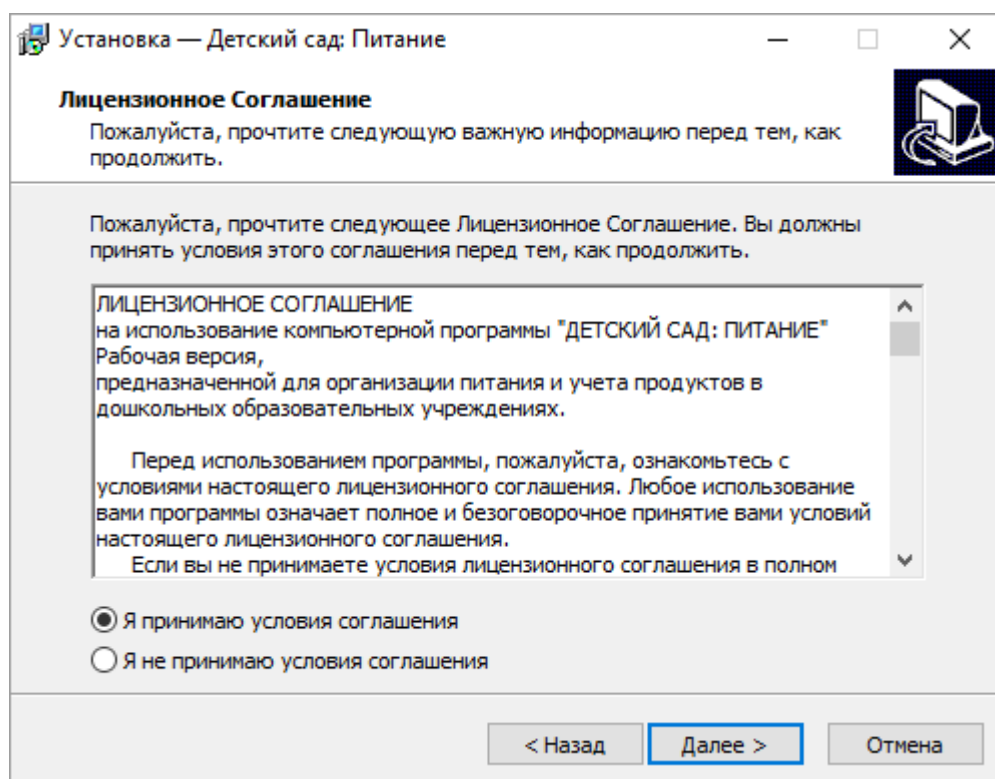 Установка — Детский сад: Питание
Лицензионное Соглашение
Пожалуйста, прочтите следующую важную информацию перед тем, как
продолжить.
Пожалуйста, прочтите следующее Лицензионное Соглашение. Вы должны
принять условия этого соглашения перед тем, как продолжить.
ЛИЦЕНЗИОННОЕ СОГЛАШЕНИЕ
на использование компьютерной программы "ДЕТСКИЙ САД: ПИТАНИЕ"
Рабочая версия,
предназначенной для организации питания и учета продуктов в
дошкольных образовательных учреждениях.
Перед использованием программы, пожалуйста, ознакомьтесь с
условиями настоящего лицензионного соглашения. Любое использование
вами программы означает полное и безоговорочное принятие вами условий
настоящего лицензионного соглашения.
Если вы не принимаете условия лицензионного соглашения в полном
Я принимаю условия соглашения
Я не принимаю условия соглашения
< Назад Далее > Отмена